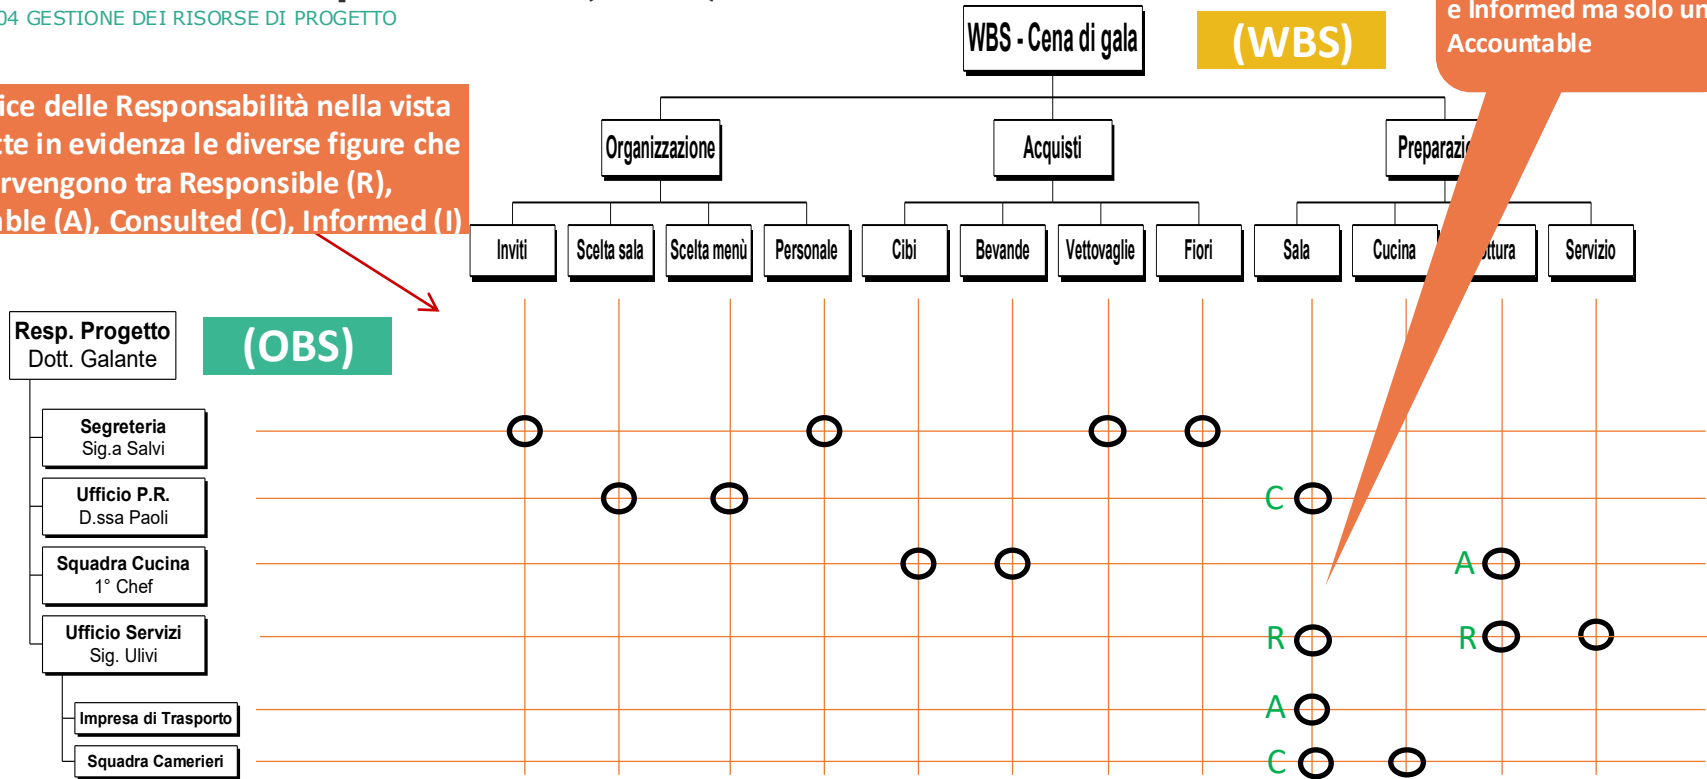 04 GESTIONE DEI RISORSE DI PROGETTO
WBS - Cena di gala
(WBS)
e Informed ma solo un
Accountable
ice delle Responsabilità nella vista
tte in evidenza le diverse figure che
rvengono tra Responsible (R),
ble (A), Consulted (C), Informed (I)
Organizzazione
Acquisti
Preparazio
Inviti
Scelta sala
Scelta menù
Personale
Cibi
Bevande
Vettovaglie
Fiori
Sala
Cucina
ttura
Servizio
Resp. Progetto
Dott. Galante
(OBS)
Segreteria
Sig.a Salvi
Ufficio P.R.
D.ssa Paoli
C
Squadra Cucina
1° Chef
A
Ufficio Servizi
Sig. Ulivi
R
R
Impresa di Trasporto
A
Squadra Camerieri
C